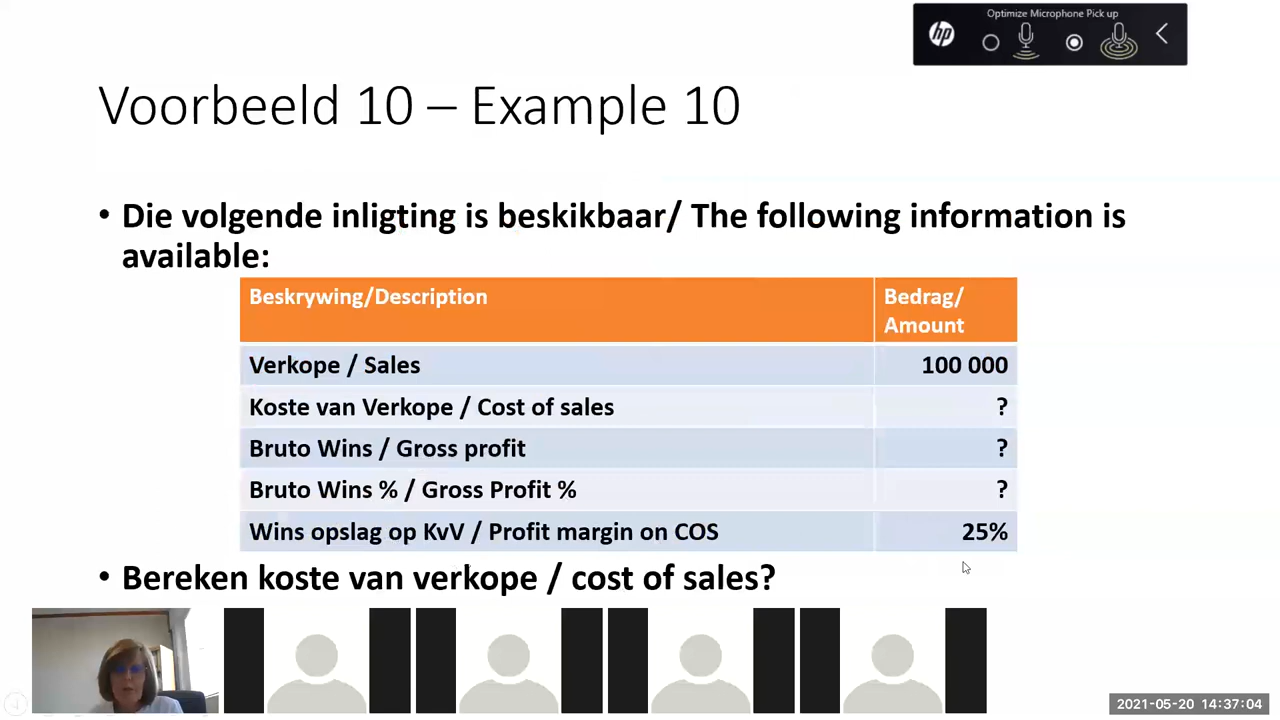 Optimize Microphone Pick up
hp
Voorbeeld 10 – Example 10
• Die volgende inligting is beskikbaar/ The following information is
available:
Beskrywing/Description Bedrag/
Amount
Verkope / Sales 100 000
Koste van Verkope / Cost of sales ?
Bruto Wins / Gross profit ?
Bruto Wins % / Gross Profit % ?
Wins opslag op KvV / Profit margin on COS 25%
• Bereken koste van verkope / cost of sales?
2021-05-20 14:37:04